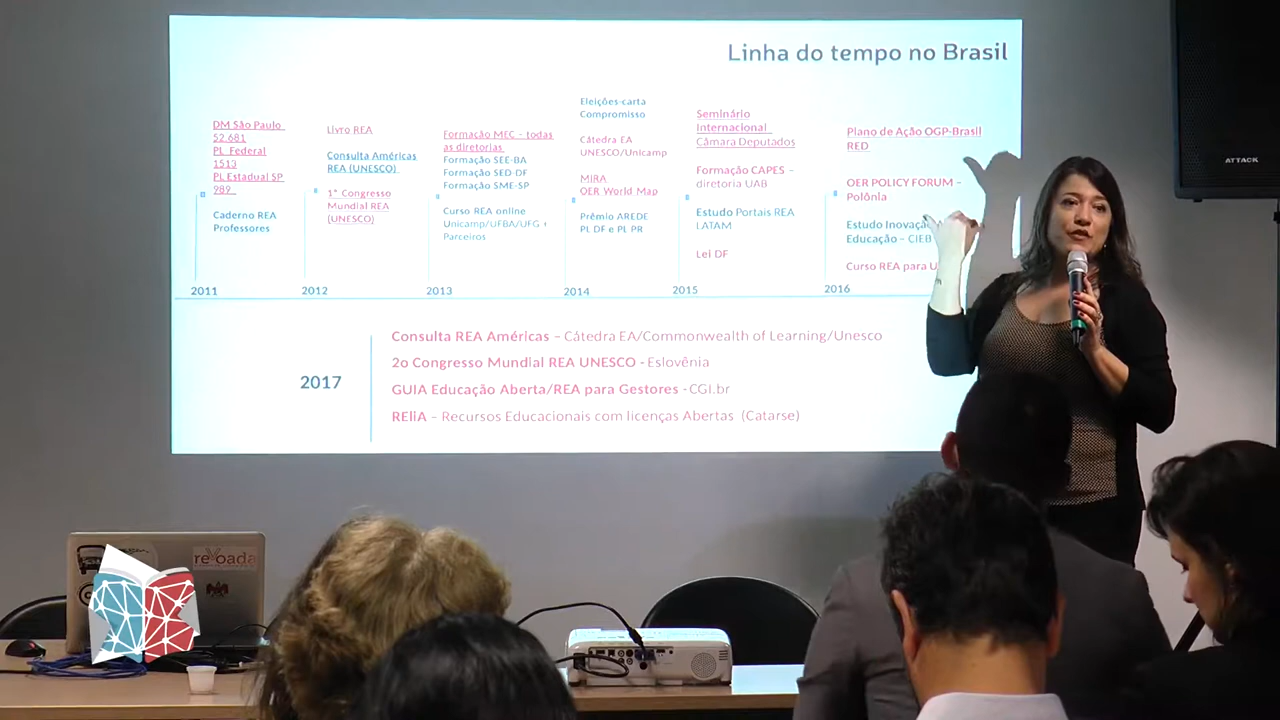 Linha do tempo no Brasil
DM São Paulo
52.681
PL Federal
1513
PL Estadual SP
989
Caderno REA
Professores
2011
Livro REA
Consulta Américas
REA (UNESCO)
1º Congresso
Mundial REA
(UNESCO)
2012
Formação MEC – todas
as diretorias
Formação SEE-BA
Formação SED-DF
Formação SME-SP
Curso REA online
Unicamp/UFBA/UFG +
Parceiros
2013
Eleições-carta
Compromisso
Cátedra EA
UNESCO/Unicamp
MIRA
OER World Map
Prêmio AREDE
PL DF e PL PR
2014
Seminário
Internacional
Câmara Deputados
Formação CAPES –
diretoria UAB
Estudo Portais REA
LATAM
Lei DF
2015
Plano de Ação OGP-Brasil
RED
OER POLICY FORUM –
Polônia
Estudo Inovaç
Educação – CIEB
Curso REA para U
2016
2017
Consulta REA Américas – Cátedra EA/Commonwealth of Learning/Unesco
2o Congresso Mundial REA UNESCO - Eslovênia
GUIA Educação Aberta/REA para Gestores - CGI.br
RELiA – Recursos Educacionais com licenças Abertas (Catarse)
ATTACK
reVoada